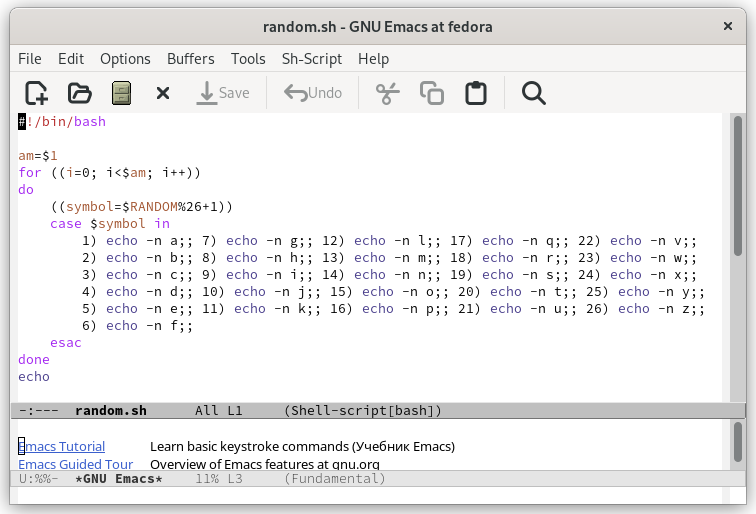 random.sh - GNU Emacs at fedora
File Edit Options Buffers Tools Sh-Script Help
Save Undo
#!/bin/bash
am=$1
for ((i=0; i<$am; i++))
do
((symbol=$RANDOM%26+1))
case $symbol in
1) echo -n a;; 7) echo -n g;; 12) echo -n l;; 17) echo -n q;; 22) echo -n v;;
2) echo -n b;; 8) echo -n h;; 13) echo -n m;; 18) echo -n r;; 23) echo -n w;;
3) echo -n c;; 9) echo -n i;; 14) echo -n n;; 19) echo -n s;; 24) echo -n x;;
4) echo -n d;; 10) echo -n j;; 15) echo -n o;; 20) echo -n t;; 25) echo -n y;;
5) echo -n e;; 11) echo -n k;; 16) echo -n p;; 21) echo -n u;; 26) echo -n z;;
6) echo -n f;;
esac
done
echo
-:--- random.sh All L1 (Shell-script[bash])
Emacs Tutorial Learn basic keystroke commands (Учебник Emacs)
Emacs Guided Tour Overview of Emacs features at gnu.org
U:%%- *GNU Emacs* 11% L3 (Fundamental)